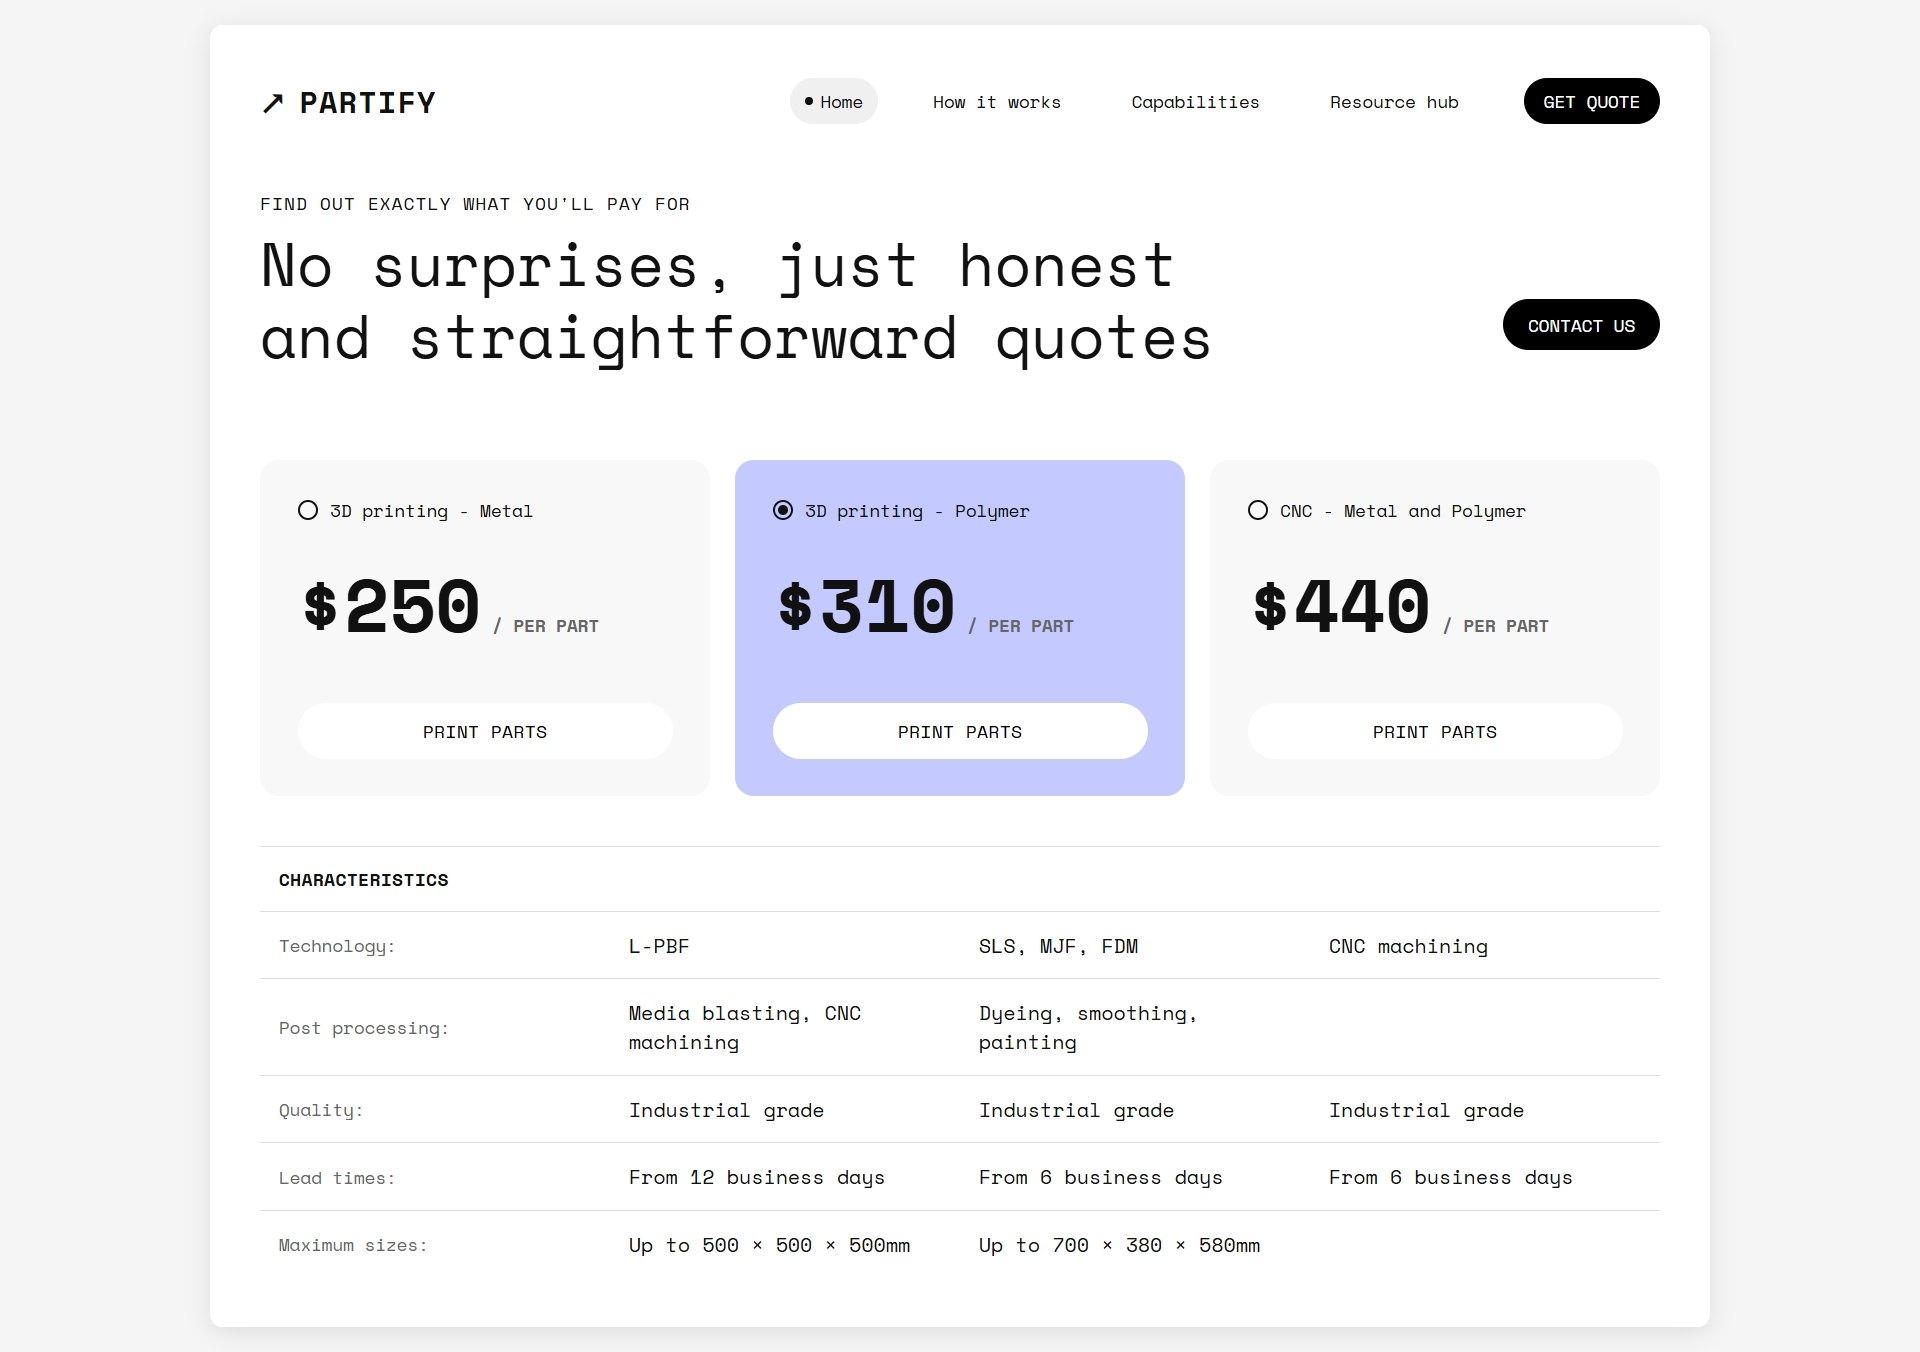 ↗ PARTIFY
Home How it works Capabilities Resource hub GET QUOTE
FIND OUT EXACTLY WHAT YOU'LL PAY FOR
No surprises, just honest
and straightforward quotes
CONTACT US
3D printing - Metal
$250 / PER PART
PRINT PARTS
3D printing - Polymer
$310 / PER PART
PRINT PARTS
CNC - Metal and Polymer
$440 / PER PART
PRINT PARTS
CHARACTERISTICS
Technology: L-PBF SLS, MJF, FDM CNC machining
Post processing: Media blasting, CNC machining Dyeing, smoothing, painting
Quality: Industrial grade Industrial grade Industrial grade
Lead times: From 12 business days From 6 business days From 6 business days
Maximum sizes: Up to 500 × 500 × 500mm Up to 700 × 380 × 580mm